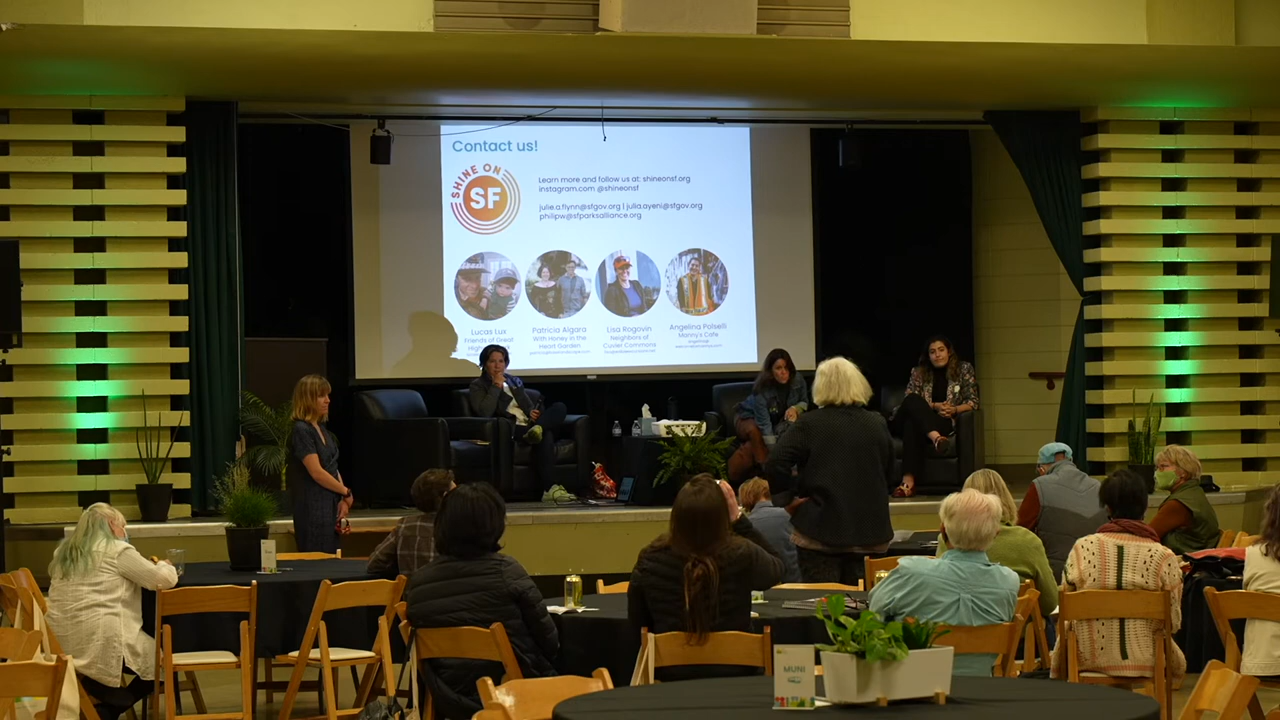 Contact us!
SHINE ON
SF
Learn more and follow us at: shineonsf.org
instagram.com @shineonsf
julie.a.flynn@sfgov.org | julia.ayeni@sfgov.org
philipw@sfparksalliance.org
Lucas Lux
Friends of Great
Patricia Algara
With Honey in the
Heart Garden
Lisa Rogovin
Neighbors of
Custer Commons
Angelina Polselli
Manny's Cafe
MUNI